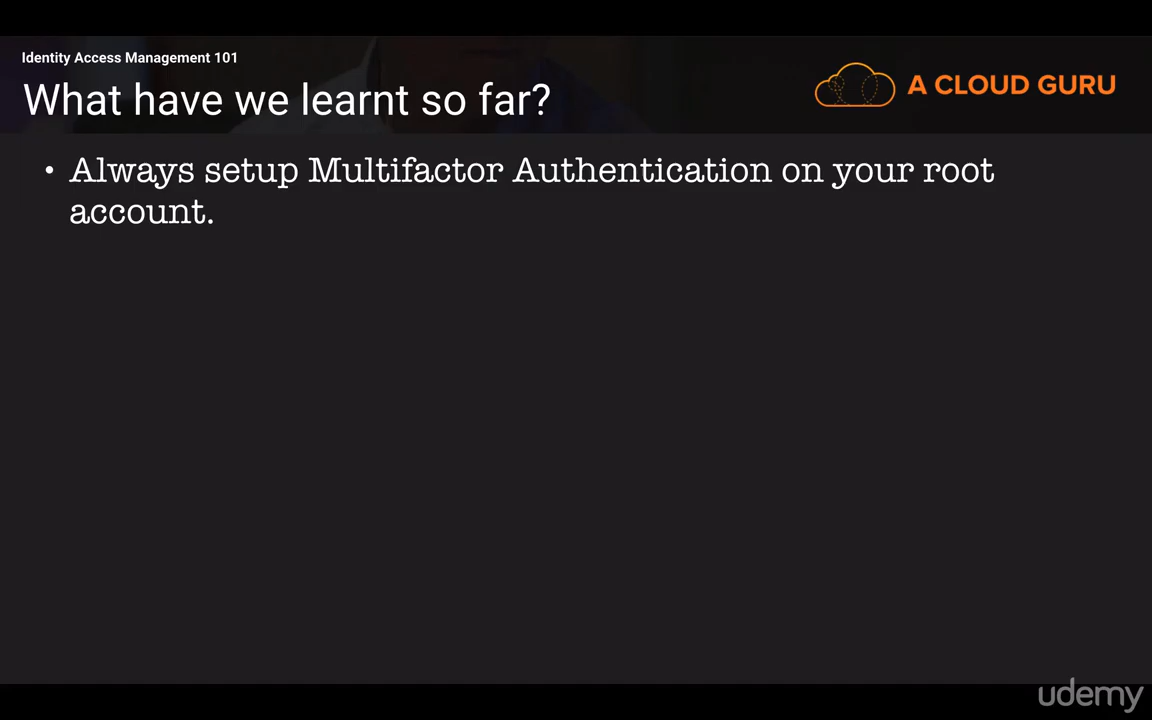 Identity Access Management 101
What have we learnt so far?
A CLOUD GURU
• Always setup Multifactor Authentication on your root
account.
udemy